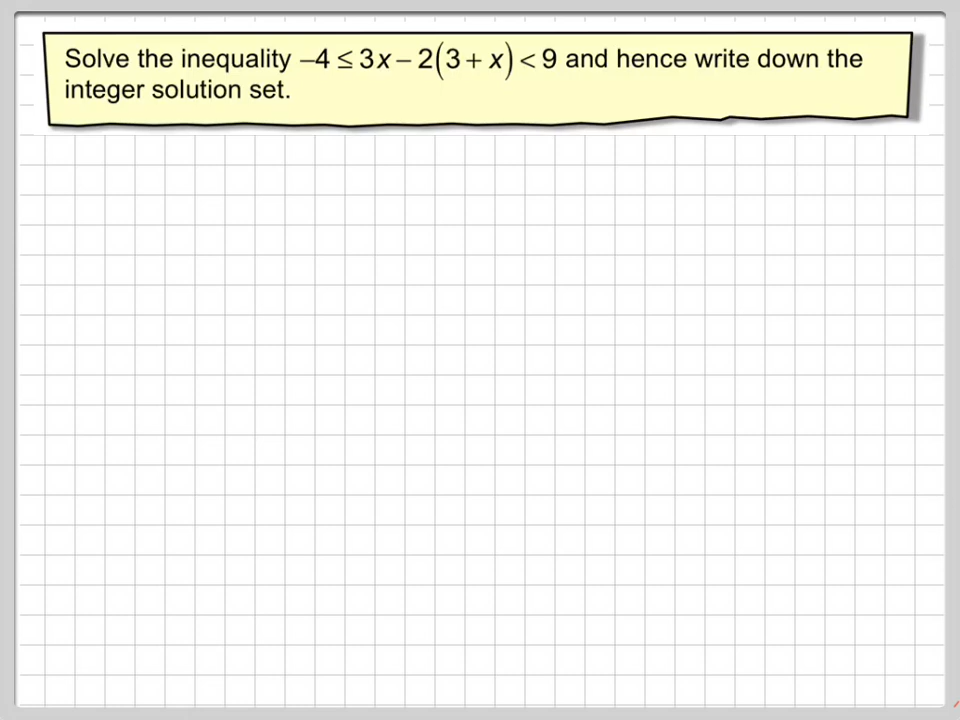 Solve the inequality –4 ≤ 3x – 2(3 + x) < 9 and hence write down the
integer solution set.